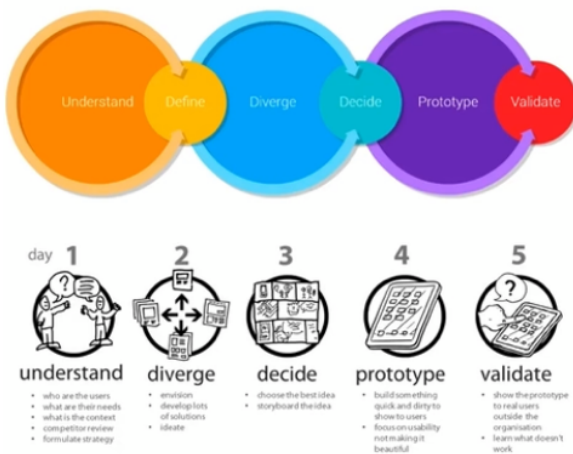 Understand
Define
Diverge
Decide
Prototype
Validate
day 1
2
3
4
5
understand
who are the users
what are their needs
what is the context
competitor review
formulate strategy
diverge
envision
develop lots
of solutions
ideate
decide
choose the best idea
storyboard the idea
prototype
build something
quick and dirty to
show to users
focus on usability
not making it
beautiful
validate
show the prototype
to real users
outside the
organisation
learn what doesn't
work